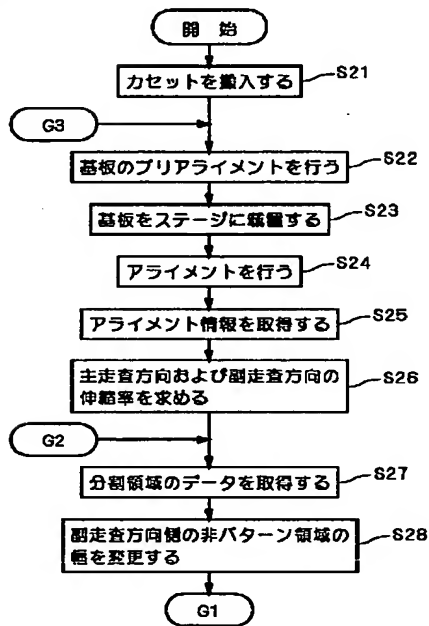 開 始
カセットを搬入する
S21
G3
基板のプリアライメントを行う
S22
基板をステージに載置する
S23
アライメントを行う
S24
アライメント情報を取得する
S25
主走査方向および副走査方向の
伸縮率を求める
S26
G2
分割領域のデータを取得する
S27
副走査方向側の非パターン領域の
幅を変更する
S28
G1